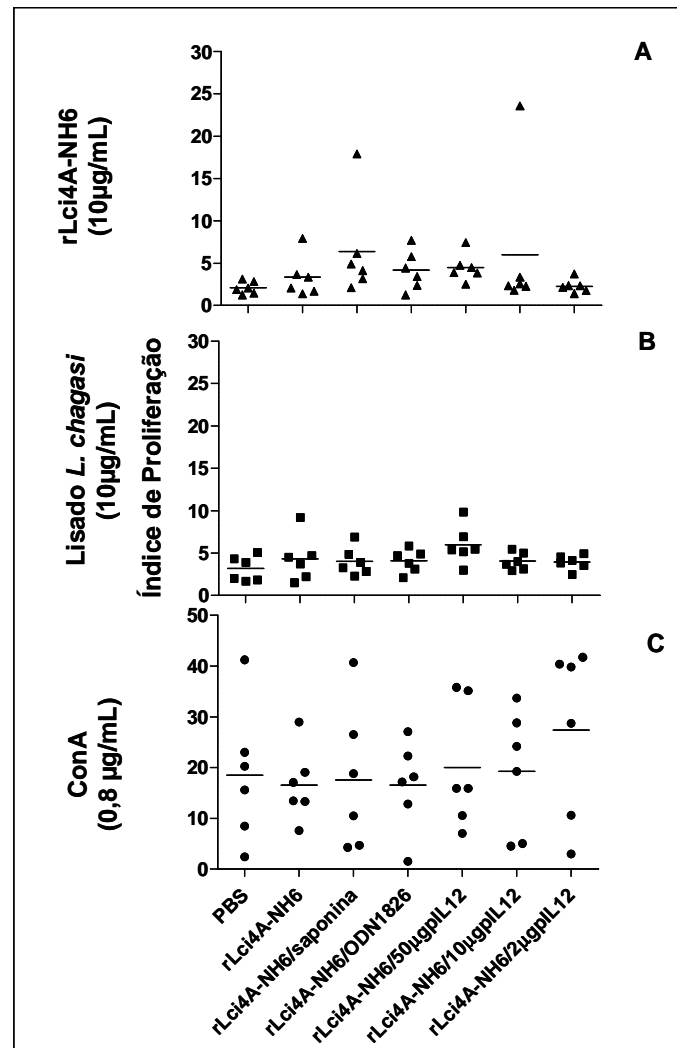 A
rLci4A-NH6
(10µg/mL)
30
25
20
15
10
5
0
B
Lisado L. chagasi
(10µg/mL)
Índice de Proliferação
30
25
20
15
10
5
0
C
ConA
(0,8 µg/mL)
50
40
30
20
10
0
PBS
rLci4A-NH6
rLci4A-NH6/saponina
rLci4A-NH6/ODN1826
rLci4A-NH6/50µgpIL12
rLci4A-NH6/10µgpIL12
rLci4A-NH6/2µgpIL12